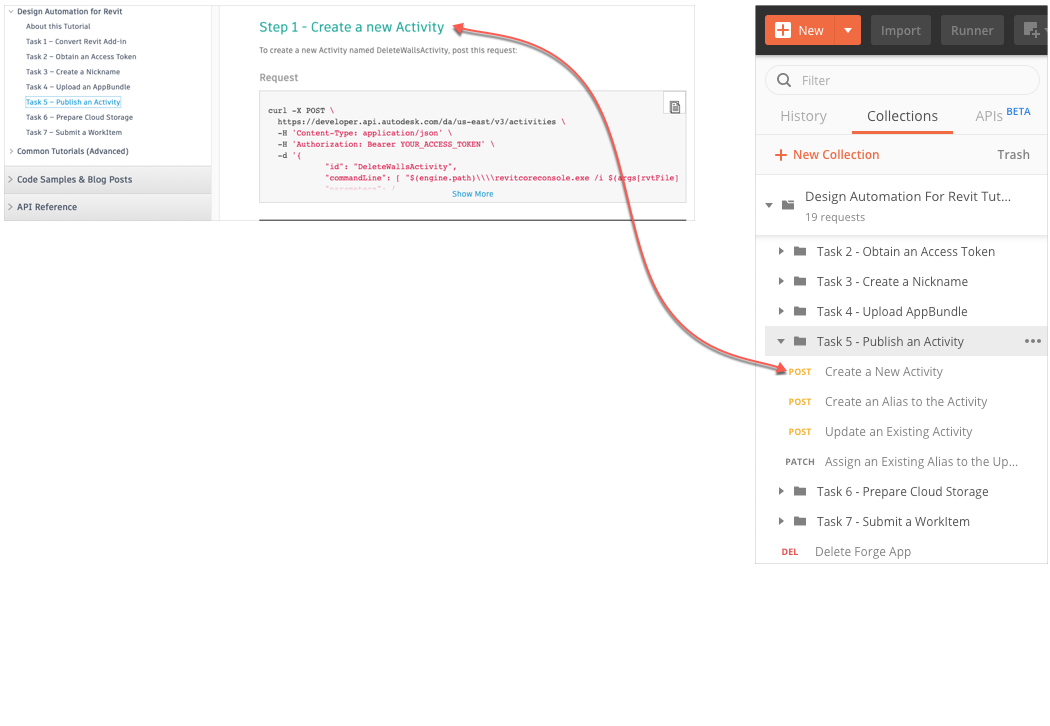 Design Automation for Revit
About this Tutorial
Task 1 – Convert Revit Add-in
Task 2 – Obtain an Access Token
Task 3 – Create a Nickname
Task 4 – Upload an AppBundle
Task 5 – Publish an Activity
Task 6 – Prepare Cloud Storage
Task 7 – Submit a WorkItem
Common Tutorials (Advanced)
Code Samples & Blog Posts
API Reference
Step 1 - Create a new Activity
To create a new Activity named DeleteWallsActivity, post this request:
Request
curl -X POST \
https://developer.api.autodesk.com/da/us-east/v3/activities \
-H 'Content-Type: application/json' \
-H 'Authorization: Bearer YOUR_ACCESS_TOKEN' \
-d '{
"id": "DeleteWallsActivity",
"commandLine": [ "$(engine.path)\\\\revitcoreconsole.exe /i $(args[rvtFile]
"parameters": {
Show More
New
Import
Runner
Filter
History
Collections
APIs BETA
+ New Collection
Trash
Design Automation For Revit Tut...
19 requests
Task 2 - Obtain an Access Token
Task 3 - Create a Nickname
Task 4 - Upload AppBundle
Task 5 - Publish an Activity
POST Create a New Activity
POST Create an Alias to the Activity
POST Update an Existing Activity
PATCH Assign an Existing Alias to the Up...
Task 6 - Prepare Cloud Storage
Task 7 - Submit a WorkItem
DEL Delete Forge App